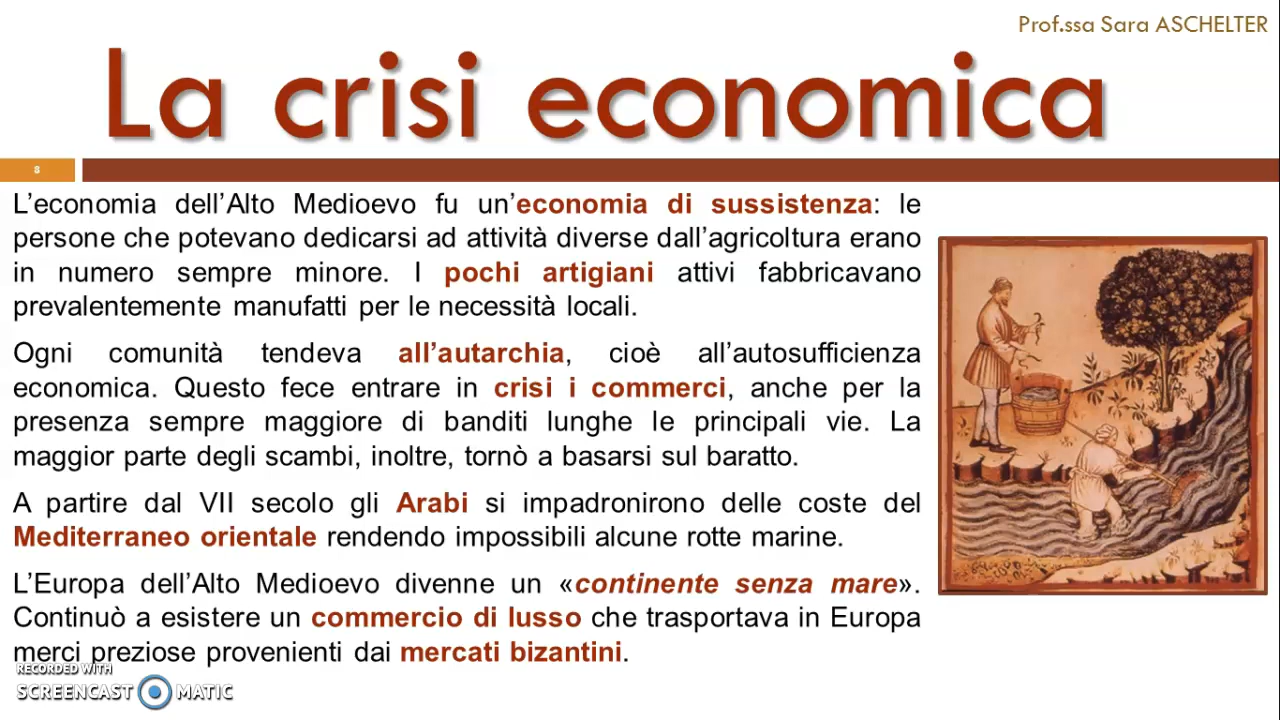 Prof.ssa Sara ASCHELTER
La crisi economica
8
L’economia dell’Alto Medioevo fu un’economia di sussistenza: le
persone che potevano dedicarsi ad attività diverse dall’agricoltura erano
in numero sempre minore. I pochi artigiani attivi fabbricavano
prevalentemente manufatti per le necessità locali.
Ogni comunità tendeva all’autarchia, cioè all’autosufficienza
economica. Questo fece entrare in crisi i commerci, anche per la
presenza sempre maggiore di banditi lunghe le principali vie. La
maggior parte degli scambi, inoltre, tornò a basarsi sul baratto.
A partire dal VII secolo gli Arabi si impadronirono delle coste del
Mediterraneo orientale rendendo impossibili alcune rotte marine.
L’Europa dell’Alto Medioevo divenne un «continente senza mare».
Continuò a esistere un commercio di lusso che trasportava in Europa
merci preziose provenienti dai mercati bizantini.
RECORDED WITH
SCREENCAST MATIC